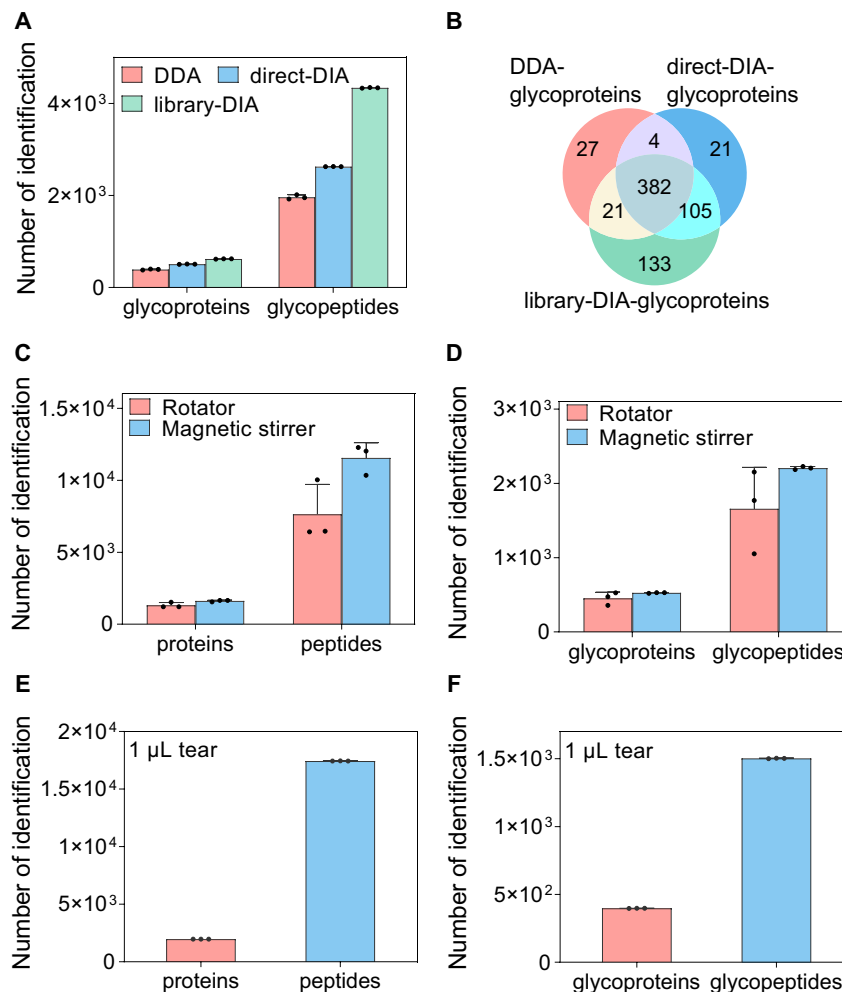 A
Number of identification
4×10³
2×10³
0
DDA
direct-DIA
library-DIA
glycoproteins
glycopeptides
B
DDA-
glycoproteins
direct-DIA-
glycoproteins
27
4
21
382
21
105
133
library-DIA-glycoproteins
C
Number of identification
1.5×10⁴
1×10⁴
5×10³
0
Rotator
Magnetic stirrer
proteins
peptides
D
Number of identification
3×10³
2×10³
1×10³
0
Rotator
Magnetic stirrer
glycoproteins
glycopeptides
E
Number of identification
2×10⁴
1.5×10⁴
1×10⁴
5×10³
0
1 μL tear
proteins
peptides
F
Number of identification
1.5×10³
1×10³
5×10²
0
1 μL tear
glycoproteins
glycopeptides